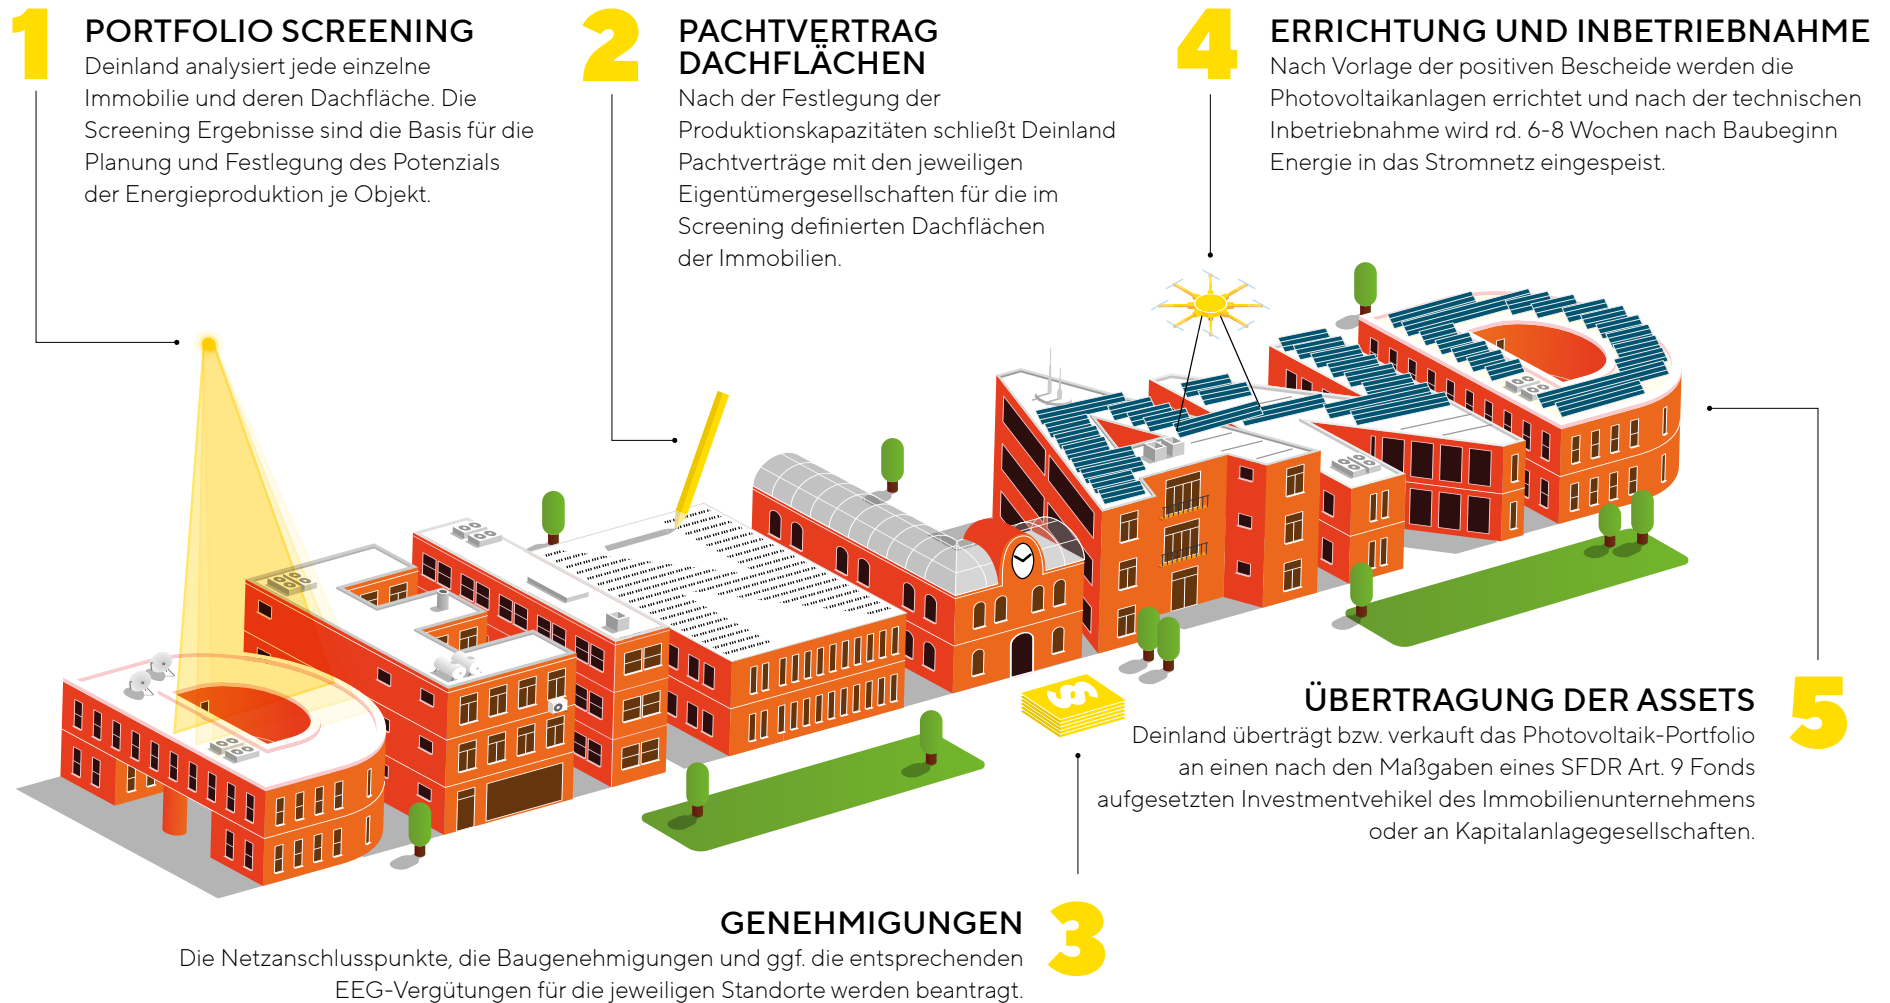 1
PORTFOLIO SCREENING
Deinland analysiert jede einzelne
Immobilie und deren Dachfläche. Die
Screening Ergebnisse sind die Basis für die
Planung und Festlegung des Potenzials
der Energieproduktion je Objekt.
2
PACHTVERTRAG
DACHFLÄCHEN
Nach der Festlegung der
Produktionskapazitäten schließt Deinland
Pachtverträge mit den jeweiligen
Eigentümergesellschaften für die im
Screening definierten Dachflächen
der Immobilien.
4
ERRICHTUNG UND INBETRIEBNAHME
Nach Vorlage der positiven Bescheide werden die
Photovoltaikanlagen errichtet und nach der technischen
Inbetriebnahme wird rd. 6-8 Wochen nach Baubeginn
Energie in das Stromnetz eingespeist.
§
ÜBERTRAGUNG DER ASSETS
5
Deinland überträgt bzw. verkauft das Photovoltaik-Portfolio
an einen nach den Maßgaben eines SFDR Art. 9 Fonds
aufgesetzten Investmentvehikel des Immobilienunternehmens
oder an Kapitalanlagegesellschaften.
GENEHMIGUNGEN
3
Die Netzanschlusspunkte, die Baugenehmigungen und ggf. die entsprechenden
EEG-Vergütungen für die jeweiligen Standorte werden beantragt.